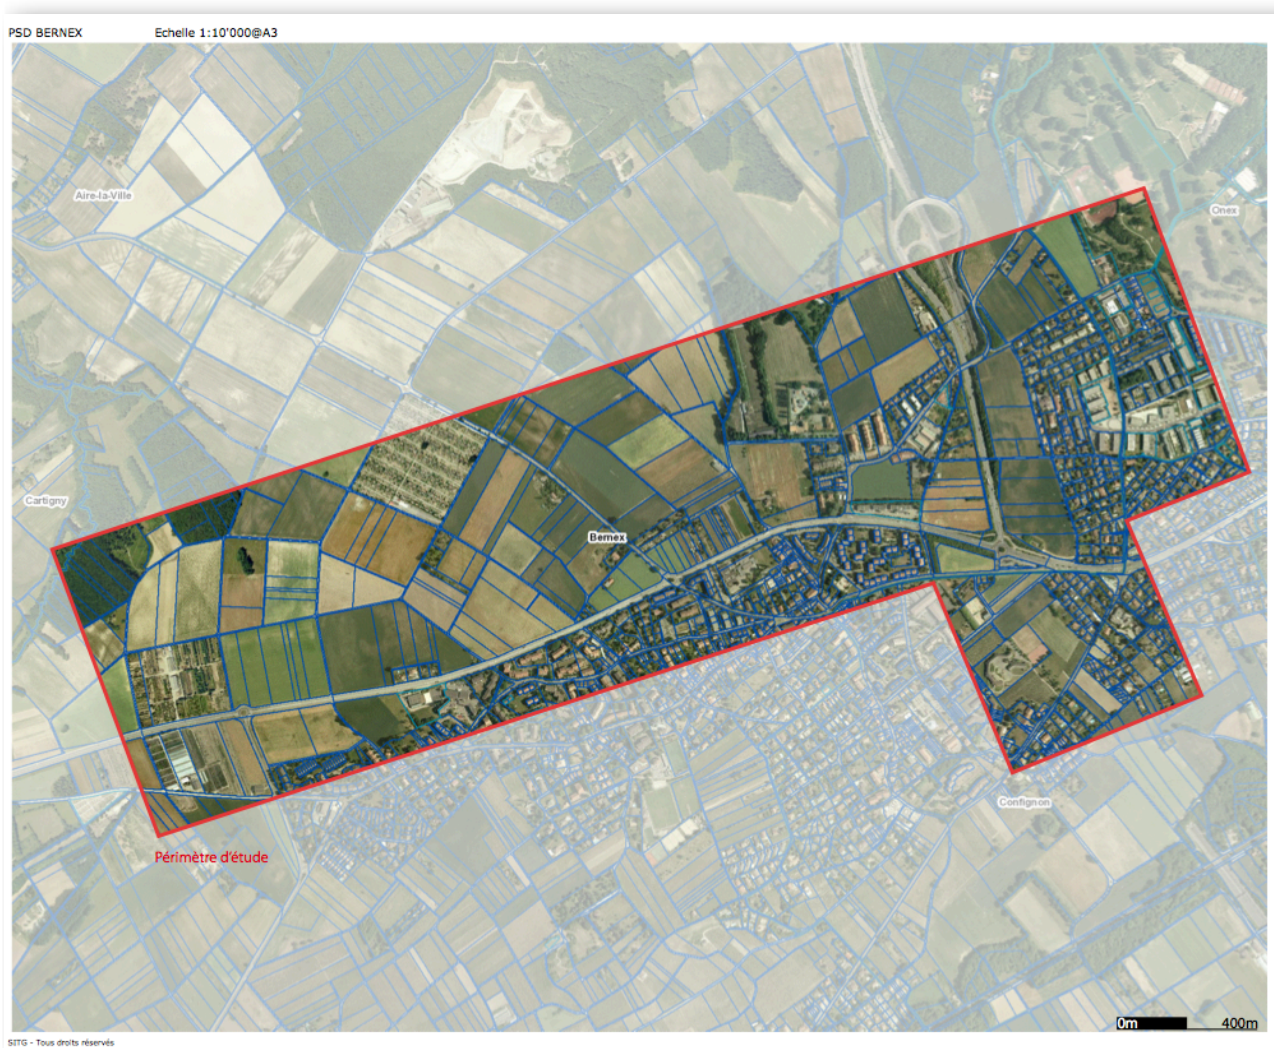 PSD BERNEX
Echelle 1:10'000@A3
Aire-la-Ville
Onex
Cartigny
Bernex
Confignon
Périmètre d'étude
0m 400m
SITG - Tous droits réservés